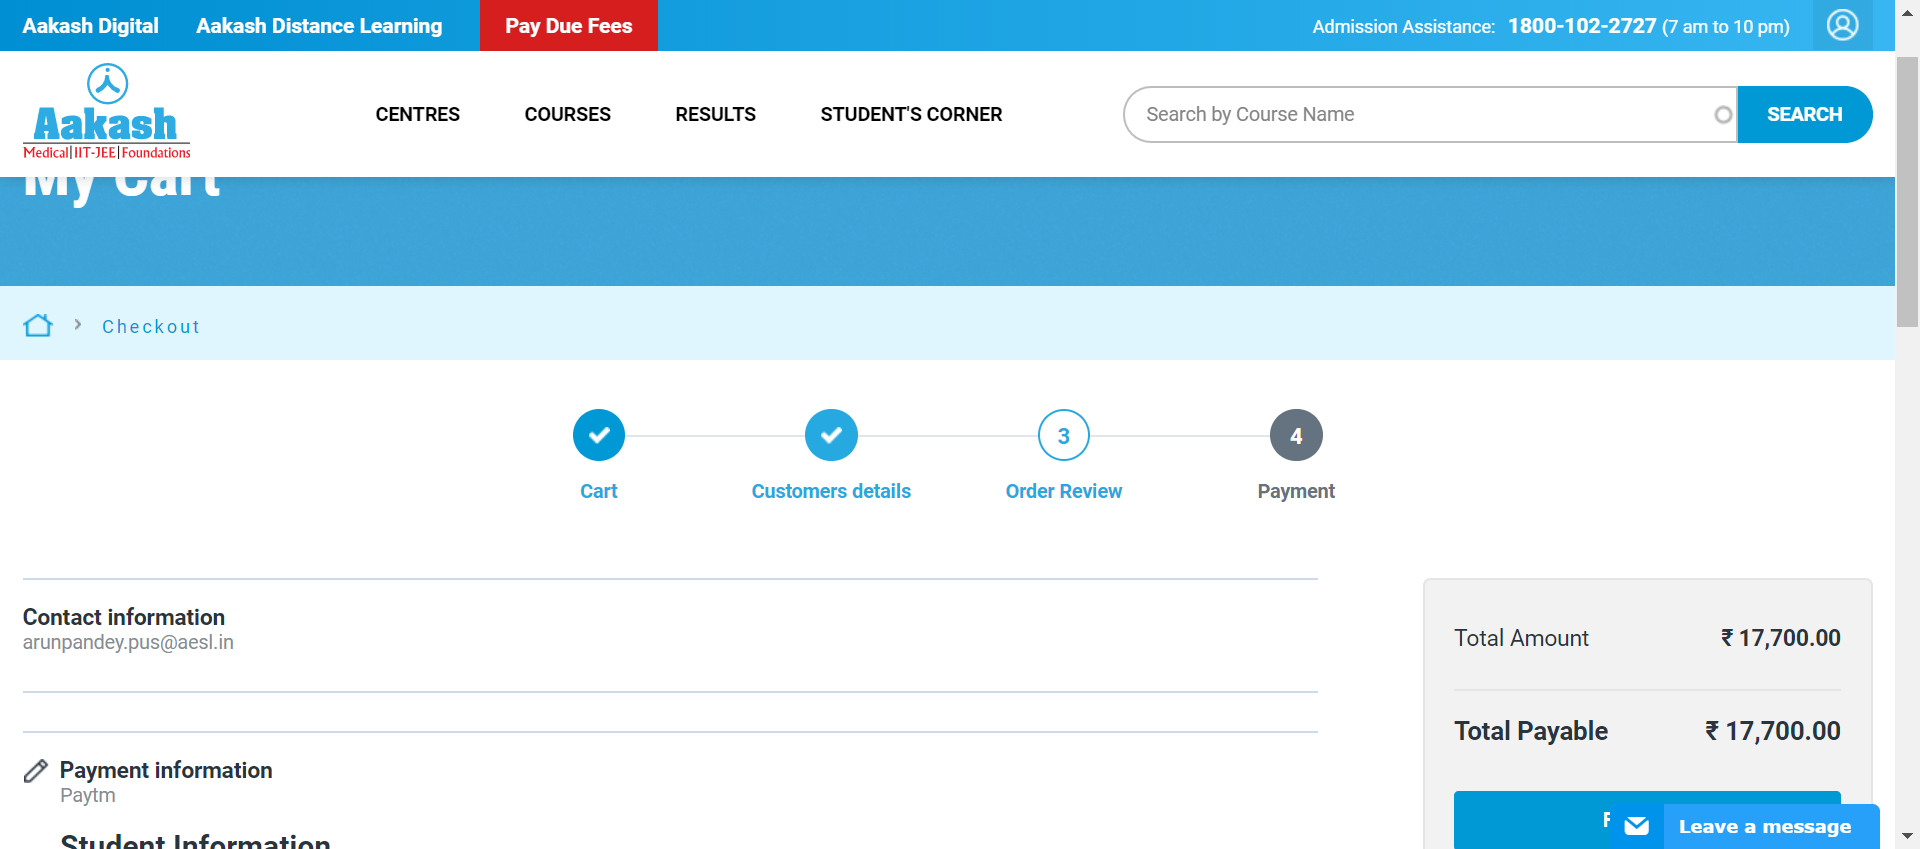 Aakash Digital Aakash Distance Learning Pay Due Fees Admission Assistance: 1800-102-2727 (7 am to 10 pm)
Aakash
Medical|IIT-JEE|Foundations
CENTRES COURSES RESULTS STUDENT'S CORNER Search by Course Name SEARCH
My Cart
Checkout
3 4
Cart Customers details Order Review Payment
Contact information
arunpandey.pus@aesl.in
Total Amount ₹ 17,700.00
Total Payable ₹ 17,700.00
Payment information
Paytm
Leave a message
Student Information